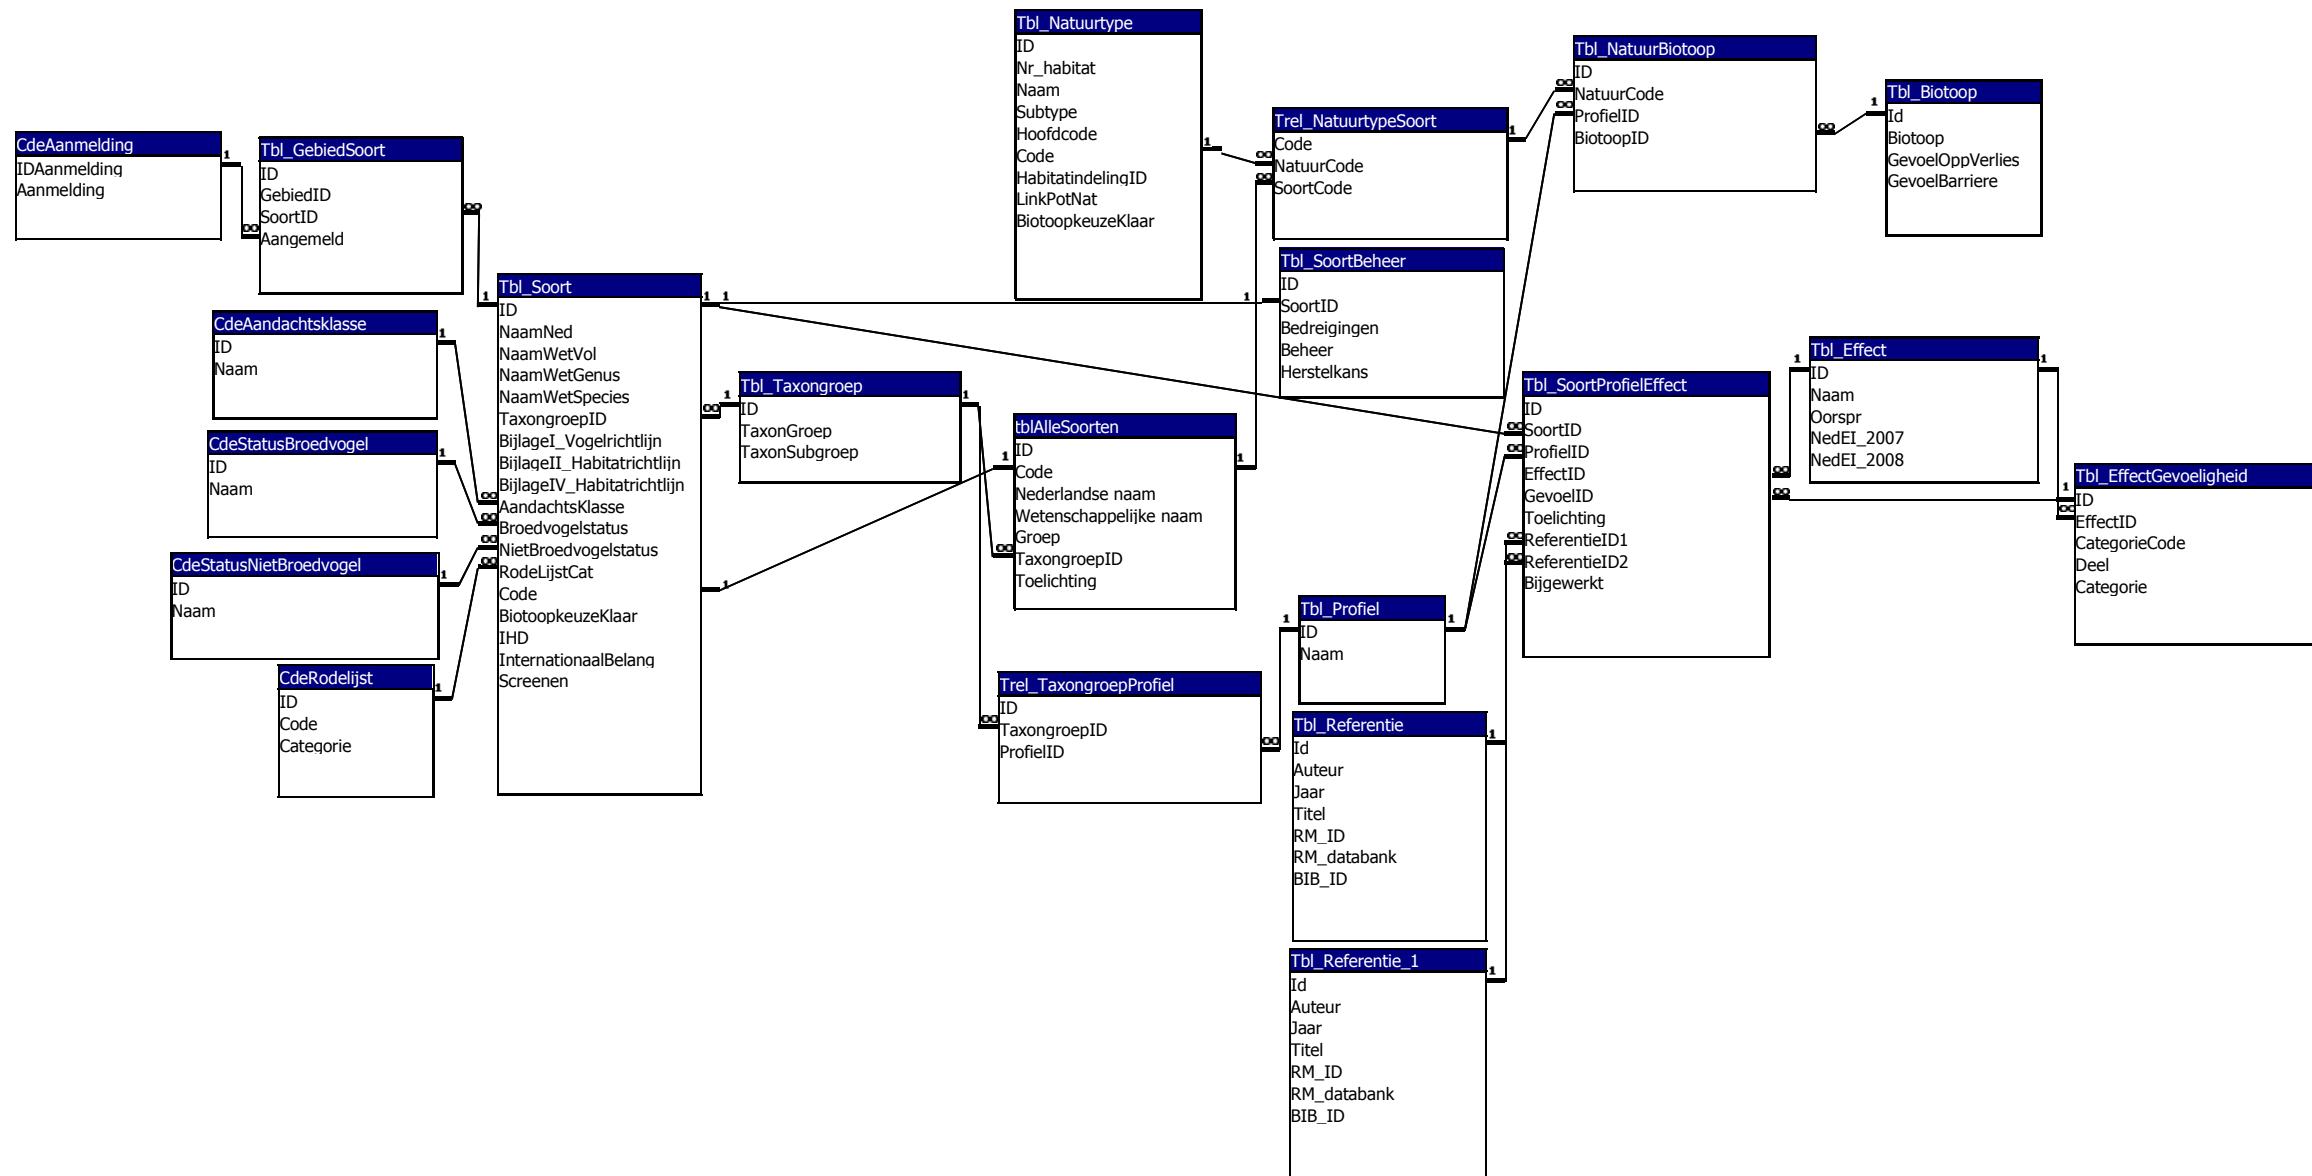 Tbl_Natuurtype
ID
Nr_habitat
Naam
Subtype
Hoofdcode
Code
HabitatindelingID
LinkPotNat
BiotoopkeuzeKlaar
Tbl_NatuurBiotoop
ID
NatuurCode
ProfielID
BiotoopID
Tbl_Biotoop
Id
Biotoop
GevoelOppVerlies
GevoelBarriere
Trel_NatuurtypeSoort
Code
NatuurCode
SoortCode
CdeAanmelding
IDAanmelding
Aanmelding
Tbl_GebiedSoort
ID
GebiedID
SoortID
Aangemeld
Tbl_SoortBeheer
ID
SoortID
Bedreigingen
Beheer
Herstelkans
Tbl_Soort
ID
NaamNed
NaamWetVol
NaamWetGenus
NaamWetSpecies
TaxongroepID
BijlageI_Vogelrichtlijn
BijlageII_Habitatrichtlijn
BijlageIV_Habitatrichtlijn
AandachtsKlasse
Broedvogelstatus
NietBroedvogelstatus
RodeLijstCat
Code
BiotoopkeuzeKlaar
IHD
InternationaalBelang
Screenen
CdeAandachtsklasse
ID
Naam
CdeStatusBroedvogel
ID
Naam
CdeStatusNietBroedvogel
ID
Naam
CdeRodelijst
ID
Code
Categorie
Tbl_Taxongroep
ID
TaxonGroep
TaxonSubgroep
tblAlleSoorten
ID
Code
Nederlandse naam
Wetenschappelijke naam
Groep
TaxongroepID
Toelichting
Tbl_SoortProfielEffect
ID
SoortID
ProfielID
EffectID
GevoelID
Toelichting
ReferentieID1
ReferentieID2
Bijgewerkt
Tbl_Effect
ID
Naam
Oorspr
NedEI_2007
NedEI_2008
Tbl_EffectGevoeligheid
ID
EffectID
CategorieCode
Deel
Categorie
Tbl_Profiel
ID
Naam
Trel_TaxongroepProfiel
ID
TaxongroepID
ProfielID
Tbl_Referentie
Id
Auteur
Jaar
Titel
RM_ID
RM_databank
BIB_ID
Tbl_Referentie_1
Id
Auteur
Jaar
Titel
RM_ID
RM_databank
BIB_ID